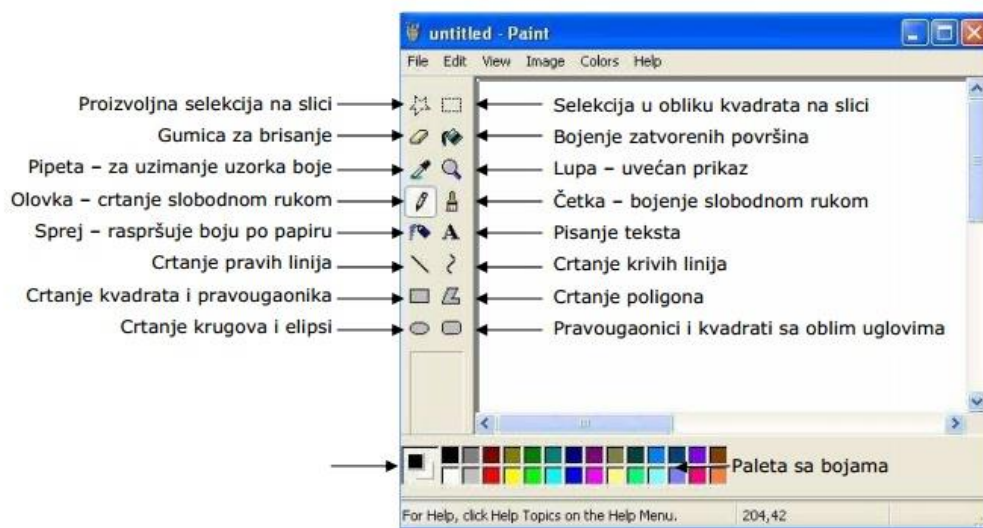 untitled - Paint
File Edit View Image Colors Help
Proizvoljna selekcija na slici
Selekcija u obliku kvadrata na slici
Gumica za brisanje
Bojenje zatvorenih površina
Pipeta – za uzimanje uzorka boje
Lupa – uvećan prikaz
Olovka – crtanje slobodnom rukom
Četka – bojenje slobodnom rukom
Sprej – raspršuje boju po papiru
A
Pisanje teksta
Crtanje pravih linija
Crtanje krivih linija
Crtanje kvadrata i pravougaonika
Crtanje poligona
Crtanje krugova i elipsi
Pravougaonici i kvadrati sa oblim uglovima
Paleta sa bojama
For Help, click Help Topics on the Help Menu.
204,42